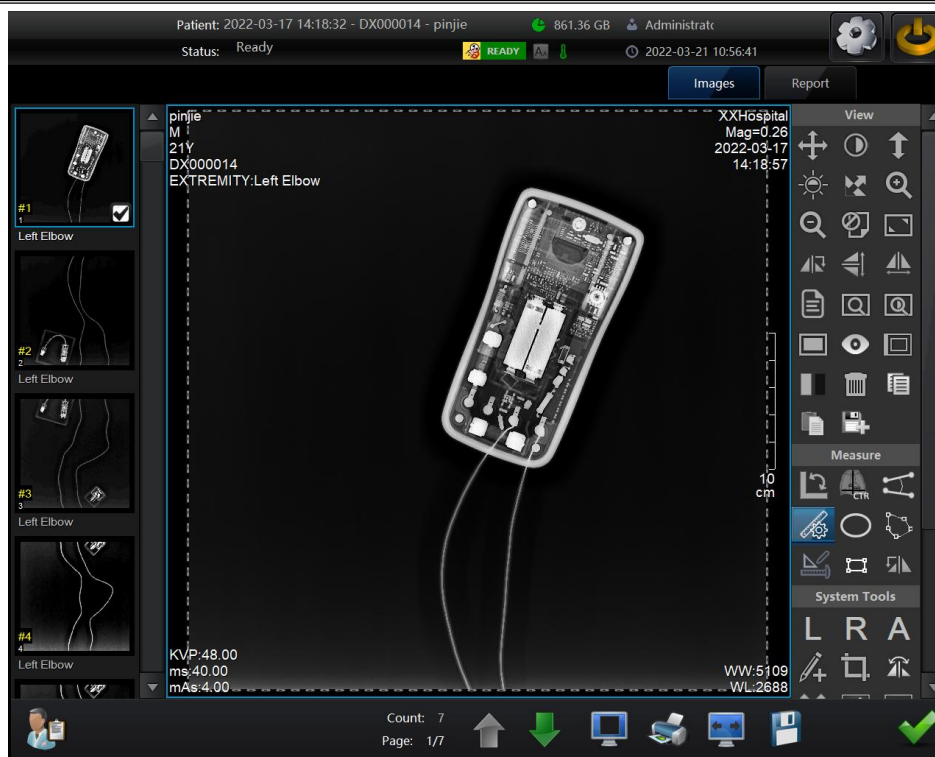 Patient: 2022-03-17 14:18:32 - DX000014 - pinjie
861.36 GB
Administrato
Status: Ready
READY
2022-03-21 10:56:41
Images
Report
#1
1
Left Elbow
#2
2
Left Elbow
#3
3
Left Elbow
#4
4
Left Elbow
pinjie
M
21Y
DX000014
EXTREMITY:Left Elbow
XXHospital
Mag=0.26
2022-03-17
14:18:57
10
cm
KVP:48.00
ms:40.00
mAs:4.00
WW:5109
WL:2688
View
Measure
CTR
System Tools
L R A
Count: 7
Page: 1/7